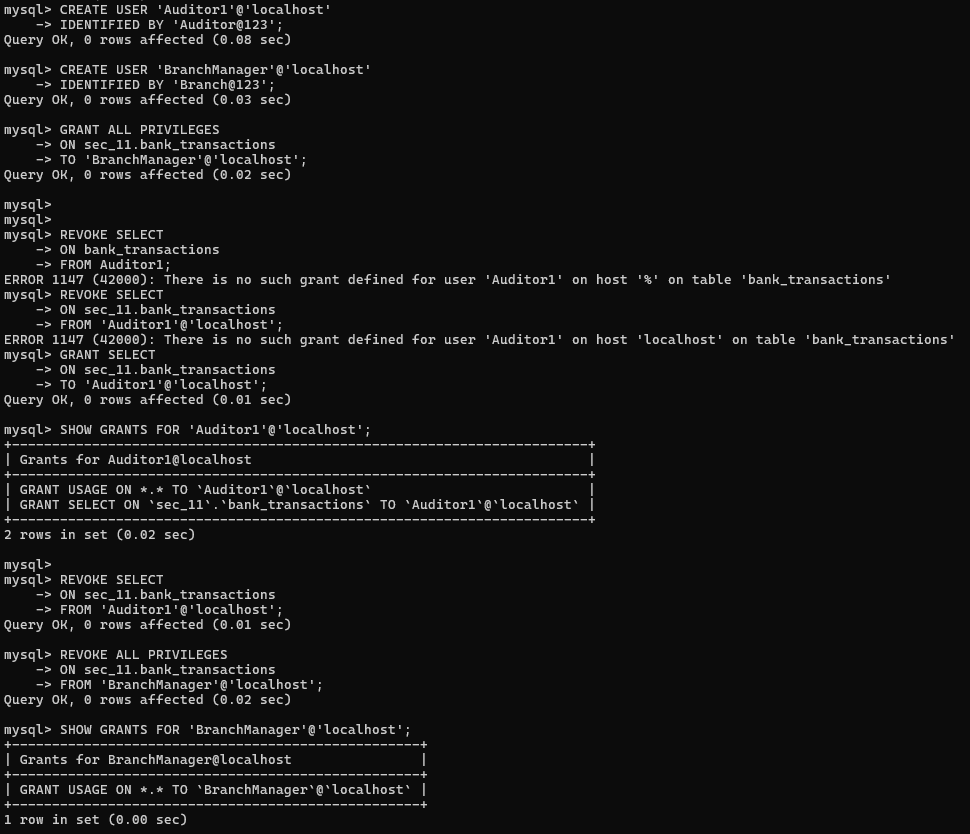 mysql> CREATE USER 'Auditor1'@'localhost'
    -> IDENTIFIED BY 'Auditor@123';
Query OK, 0 rows affected (0.08 sec)

mysql> CREATE USER 'BranchManager'@'localhost'
    -> IDENTIFIED BY 'Branch@123';
Query OK, 0 rows affected (0.03 sec)

mysql> GRANT ALL PRIVILEGES
    -> ON sec_11.bank_transactions
    -> TO 'BranchManager'@'localhost';
Query OK, 0 rows affected (0.02 sec)

mysql>
mysql>
mysql> REVOKE SELECT
    -> ON bank_transactions
    -> FROM Auditor1;
ERROR 1147 (42000): There is no such grant defined for user 'Auditor1' on host '%' on table 'bank_transactions'
mysql> REVOKE SELECT
    -> ON sec_11.bank_transactions
    -> FROM 'Auditor1'@'localhost';
ERROR 1147 (42000): There is no such grant defined for user 'Auditor1' on host 'localhost' on table 'bank_transactions'
mysql> GRANT SELECT
    -> ON sec_11.bank_transactions
    -> TO 'Auditor1'@'localhost';
Query OK, 0 rows affected (0.01 sec)

mysql> SHOW GRANTS FOR 'Auditor1'@'localhost';
+------------------------------------------------------------------------+
| Grants for Auditor1@localhost                                          |
+------------------------------------------------------------------------+
| GRANT USAGE ON *.* TO `Auditor1`@`localhost`                           |
| GRANT SELECT ON `sec_11`.`bank_transactions` TO `Auditor1`@`localhost` |
+------------------------------------------------------------------------+
2 rows in set (0.02 sec)

mysql>
mysql> REVOKE SELECT
    -> ON sec_11.bank_transactions
    -> FROM 'Auditor1'@'localhost';
Query OK, 0 rows affected (0.01 sec)

mysql> REVOKE ALL PRIVILEGES
    -> ON sec_11.bank_transactions
    -> FROM 'BranchManager'@'localhost';
Query OK, 0 rows affected (0.02 sec)

mysql> SHOW GRANTS FOR 'BranchManager'@'localhost';
+---------------------------------------------------+
| Grants for BranchManager@localhost                |
+---------------------------------------------------+
| GRANT USAGE ON *.* TO `BranchManager`@`localhost` |
+---------------------------------------------------+
1 row in set (0.00 sec)